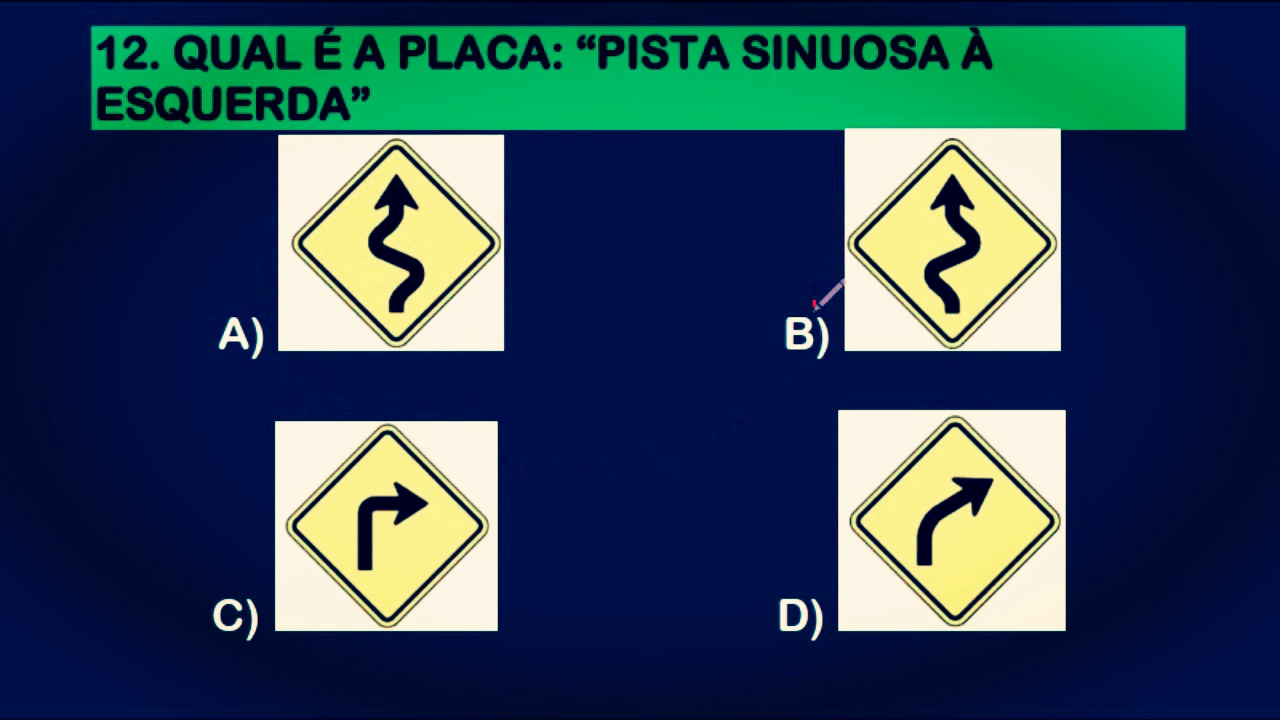 12. QUAL É A PLACA: “PISTA SINUOSA À
ESQUERDA”
A)
B)
C)
D)